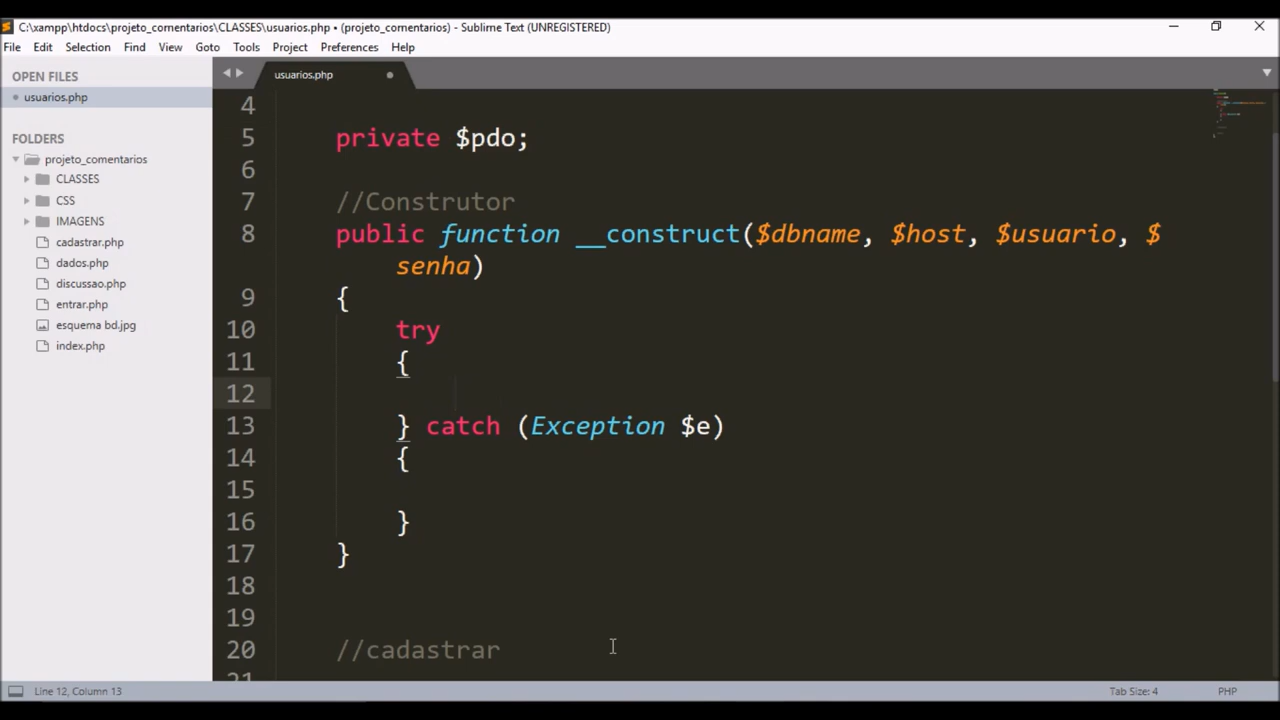 C:\xampp\htdocs\projeto_comentarios\CLASSES\usuarios.php • (projeto_comentarios) - Sublime Text (UNREGISTERED)
File Edit Selection Find View Goto Tools Project Preferences Help
OPEN FILES
usuarios.php
FOLDERS
projeto_comentarios
CLASSES
CSS
IMAGENS
cadastrar.php
dados.php
discussao.php
entrar.php
esquema bd.jpg
index.php
usuarios.php
4
5 private $pdo;
6
7 //Construtor
8 public function __construct($dbname, $host, $usuario, $
senha)
9 {
10 try
11 {
12
13 } catch (Exception $e)
14 {
15
16 }
17 }
18
19
20 //cadastrar
Line 12, Column 13 Tab Size: 4 PHP